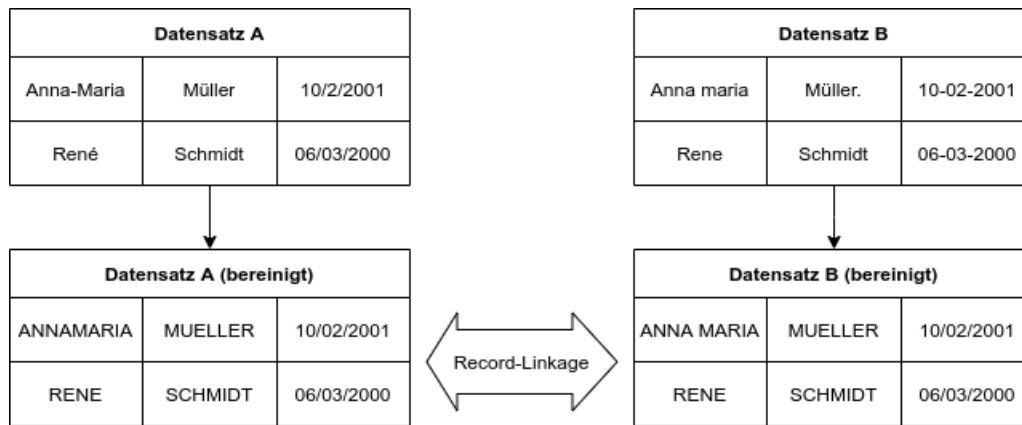 Datensatz A
Anna-Maria Müller 10/2/2001
René Schmidt 06/03/2000
Datensatz B
Anna maria Müller. 10-02-2001
Rene Schmidt 06-03-2000
Datensatz A (bereinigt)
ANNAMARIA MUELLER 10/02/2001
RENE SCHMIDT 06/03/2000
Record-Linkage
Datensatz B (bereinigt)
ANNA MARIA MUELLER 10/02/2001
RENE SCHMIDT 06/03/2000